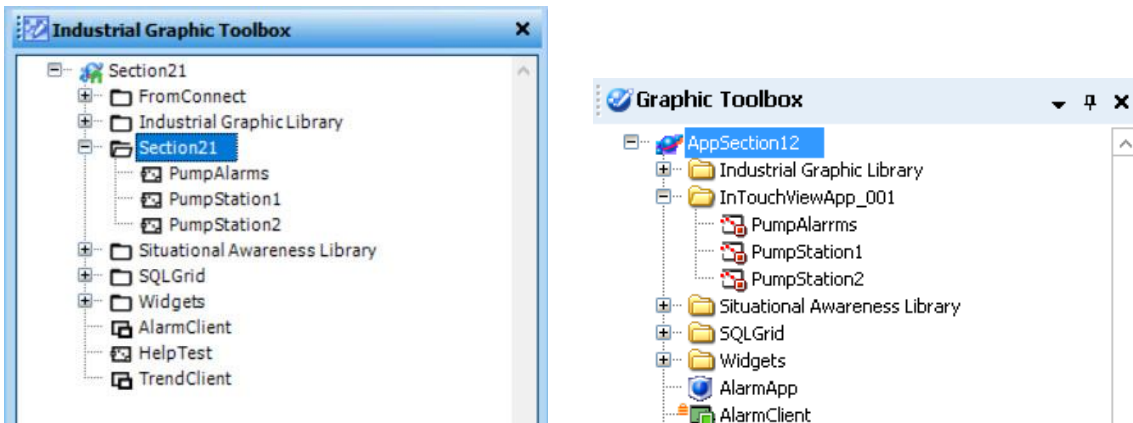 Industrial Graphic Toolbox
Section21
FromConnect
Industrial Graphic Library
Section21
PumpAlarms
PumpStation1
PumpStation2
Situational Awareness Library
SQLGrid
Widgets
AlarmClient
HelpTest
TrendClient
Graphic Toolbox
AppSection12
Industrial Graphic Library
InTouchViewApp_001
PumpAlarrms
PumpStation1
PumpStation2
Situational Awareness Library
SQLGrid
Widgets
AlarmApp
AlarmClient